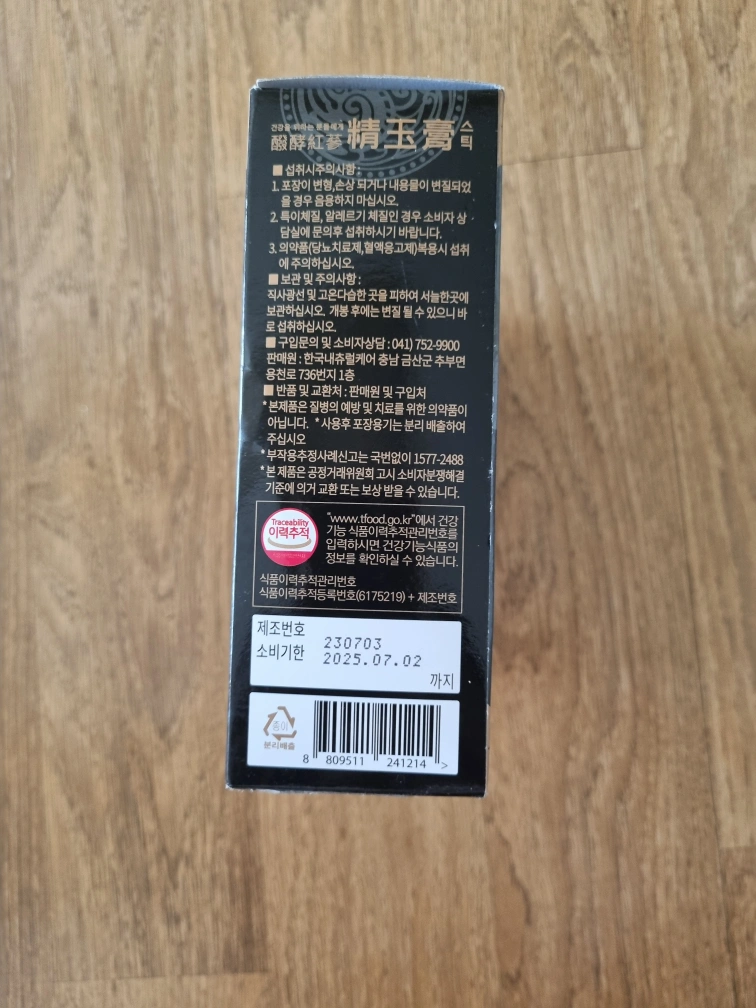 건강을 위하는 분들에게
醱酵紅蔘 精玉膏 스틱
■ 섭취시주의사항 :
1. 포장이 변형,손상 되거나 내용물이 변질되었
을 경우 음용하지 마십시오.
2. 특이체질, 알레르기 체질인 경우 소비자 상
담실에 문의후 섭취하시기 바랍니다.
3. 의약품(당뇨치료제,혈액응고제)복용시 섭취
에 주의하십시오.
■ 보관 및 주의사항 :
직사광선 및 고온다습한 곳을 피하여 서늘한곳에
보관하십시오. 개봉 후에는 변질 될 수 있으니 바
로 섭취하십시오.
■ 구입문의 및 소비자상담 : 041) 752-9900
판매원 : 한국내츄럴케어 충남 금산군 추부면
용천로 736번지 1층
■ 반품 및 교환처 : 판매원 및 구입처
* 본제품은 질병의 예방 및 치료를 위한 의약품이
아닙니다. * 사용후 포장용기는 분리 배출하여
주십시오
* 부작용추정사례신고는 국번없이 1577-2488
* 본 제품은 공정거래위원회 고시 소비자분쟁해결
기준에 의거 교환 또는 보상 받을 수 있습니다.
Traceability
이력추적
"www.tfood.go.kr"에서 건강
기능 식품이력추적관리번호를
입력하시면 건강기능식품의
정보를 확인하실 수 있습니다.
식품이력추적관리번호
식품이력추적등록번호(6175219) + 제조번호
제조번호 230703
소비기한 2025.07.02
까지
종이
분리배출
8 809511 241214 >